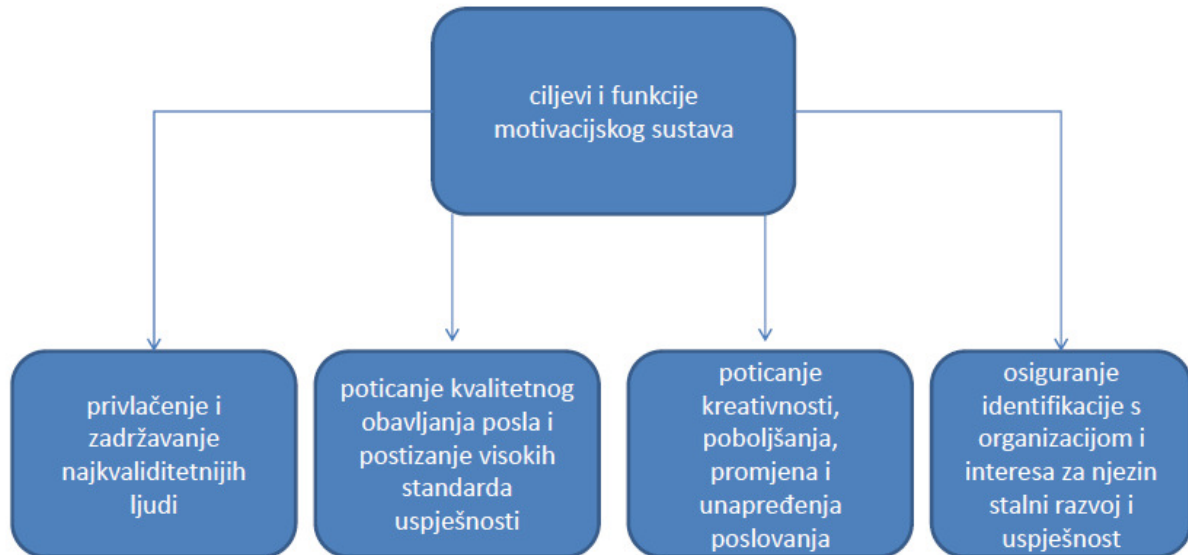 ciljevi i funkcije
motivacijskog sustava
privlačenje i
zadržavanje
najkvaliditetnijih
ljudi
poticanje kvalitetnog
obavljanja posla i
postizanje visokih
standarda
uspješnosti
poticanje
kreativnosti,
poboljšanja,
promjena i
unapređenja
poslovanja
osiguranje
identifikacije s
organizacijom i
interesa za njezin
stalni razvoj i
uspješnost